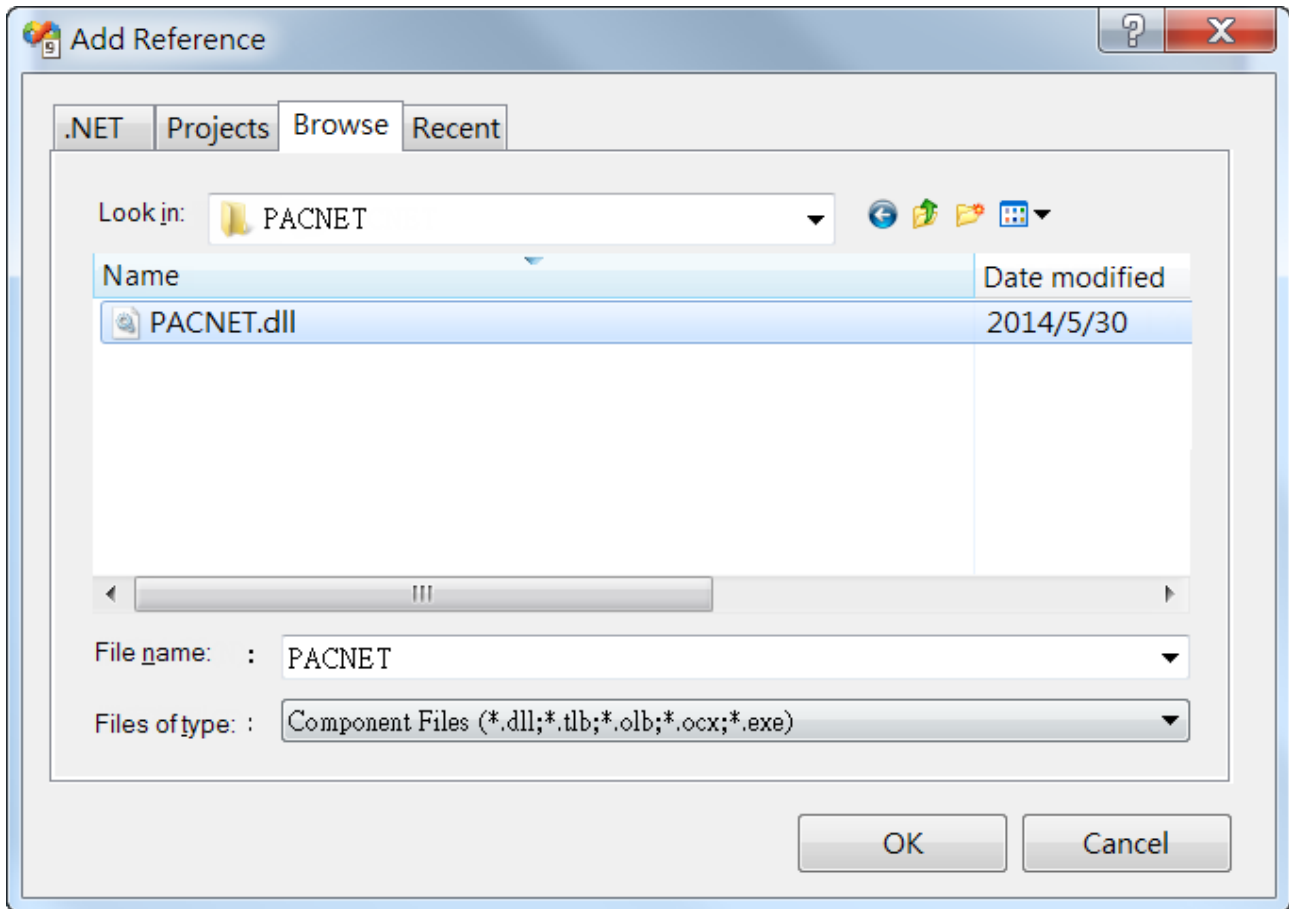 Add Reference
.NET Projects Browse Recent
Look in: PACNET
Name Date modified
PACNET.dll 2014/5/30
File name: : PACNET
Files of type: : Component Files (*.dll;*.tlb;*.olb;*.ocx;*.exe)
OK Cancel